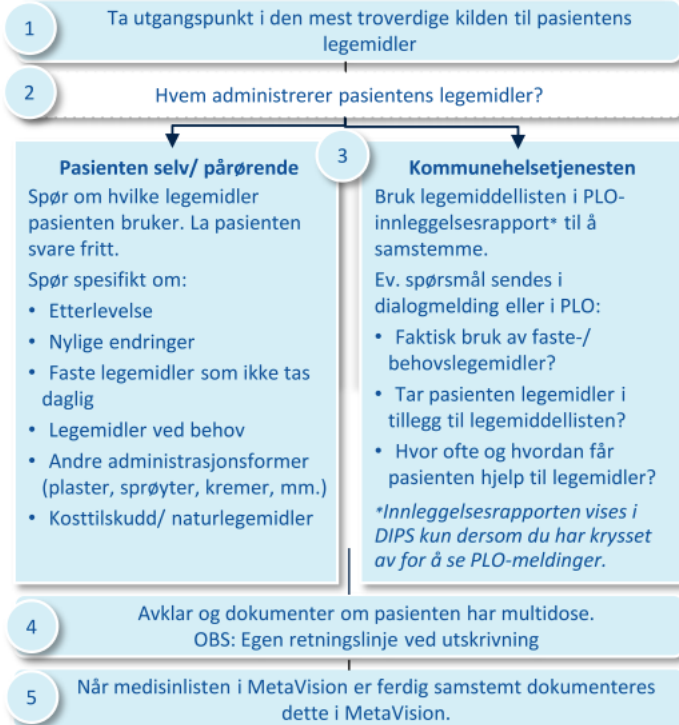 1
Ta utgangspunkt i den mest troverdige kilden til pasientens
legemidler
2
Hvem administrerer pasientens legemidler?
3
Pasienten selv/ pårørende
Spør om hvilke legemidler
pasienten bruker. La pasienten
svare fritt.
Spør spesifikt om:
• Etterlevelse
• Nylige endringer
• Faste legemidler som ikke tas
daglig
• Legemidler ved behov
• Andre administrasjonsformer
(plaster, sprøyter, kremer, mm.)
• Kosttilskudd/ naturlegemidler
Kommunehelsetjenesten
Bruk legemiddellisten i PLO-
innleggelsesrapport* til å
samstemme.
Ev. spørsmål sendes i
dialogmelding eller i PLO:
• Faktisk bruk av faste-/
behovslegemidler?
• Tar pasienten legemidler i
tillegg til legemiddellisten?
• Hvor ofte og hvordan får
pasienten hjelp til legemidler?
*Innleggelsesrapporten vises i
DIPS kun dersom du har krysset
av for å se PLO-meldinger.
4
Avklar og dokumenter om pasienten har multidose.
OBS: Egen retningslinje ved utskrivning
5
Når medisinlisten i MetaVision er ferdig samstemt dokumenteres
dette i MetaVision.